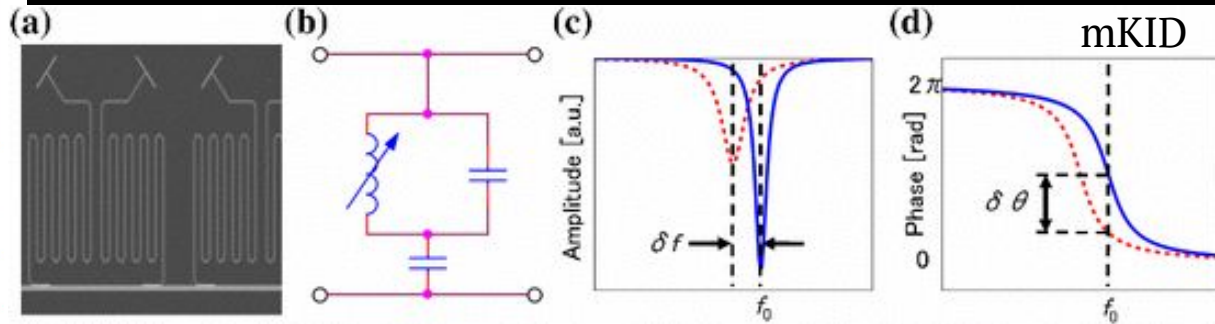 (a)
(b)
(c)
(d)
mKID
Amplitude [a.u.]
δf
f₀
Phase [rad]
2π
δθ
0
f₀